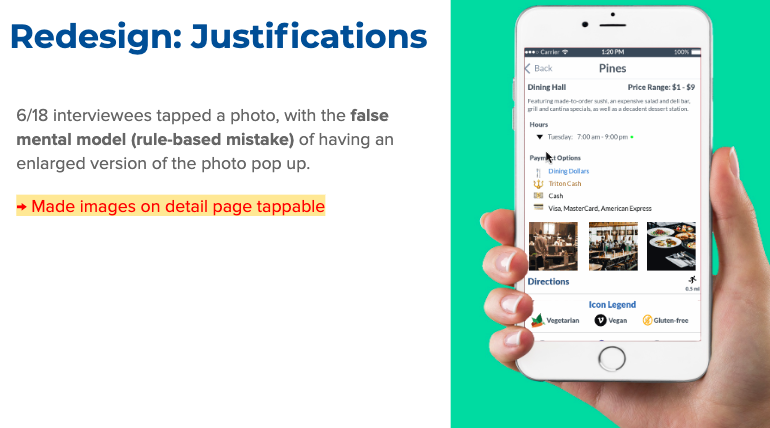 Redesign: Justifications
6/18 interviewees tapped a photo, with the false
mental model (rule-based mistake) of having an
enlarged version of the photo pop up.
➜ Made images on detail page tappable
Carrier 1:20 PM 100%
Back Pines
Dining Hall Price Range: $1 - $9
Featuring made-to-order sushi, an expensive salad and deli bar,
grill and cantina specials, as well as a decadent dessert station.
Hours
Tuesday: 7:00 am - 9:00 pm
Options
Dining Dollars
Triton Cash
Cash
Visa, MasterCard, American Express
Directions
0.5 mi
Icon Legend
Vegetarian V Vegan Gluten-free